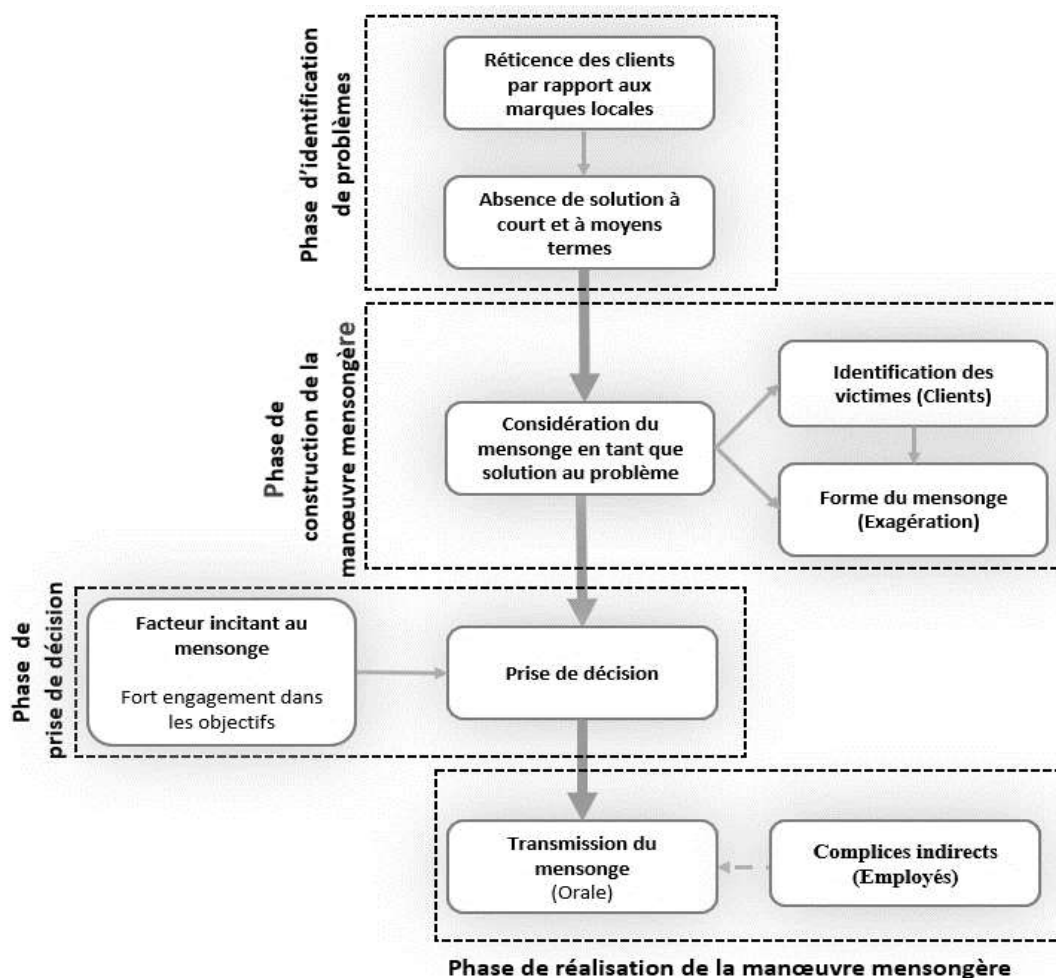 Phase d'identification
de problèmes
Réticence des clients
par rapport aux
marques locales
Absence de solution à
court et à moyens
termes
Phase de
construction de la
manœuvre mensongère
Considération du
mensonge en tant que
solution au problème
Identification des
victimes (Clients)
Forme du mensonge
(Exagération)
Phase de
prise de décision
Facteur incitant au
mensonge
Fort engagement dans
les objectifs
Prise de décision
Transmission du
mensonge
(Orale)
Complices indirects
(Employés)
Phase de réalisation de la manœuvre mensongère